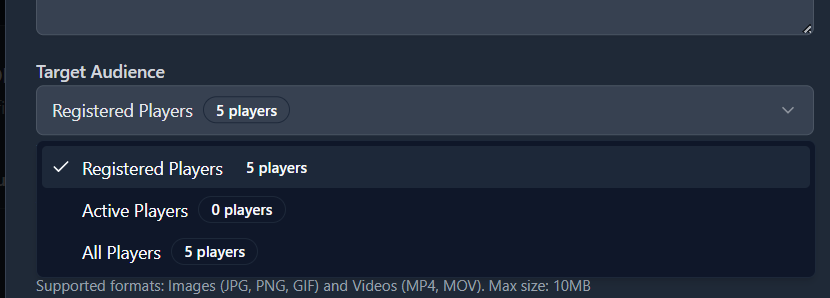 Target Audience
Registered Players 5 players
Registered Players 5 players
Active Players 0 players
All Players 5 players
Supported formats: Images (JPG, PNG, GIF) and Videos (MP4, MOV). Max size: 10MB